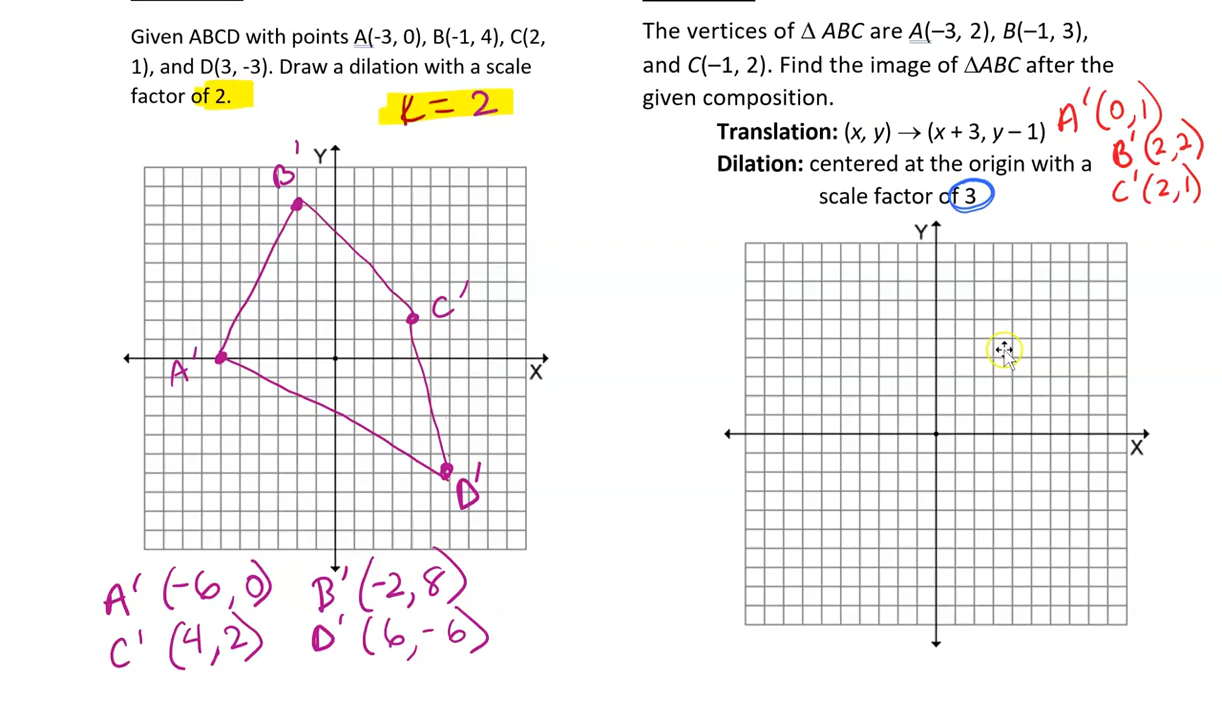 Given ABCD with points A(-3, 0), B(-1, 4), C(2,
1), and D(3, -3). Draw a dilation with a scale
factor of 2.
K = 2
B'
Y
C'
A'
X
D'
A' (-6, 0) B' (-2, 8)
C' (4, 2) D' (6, -6)
The vertices of Δ ABC are A(–3, 2), B(–1, 3),
and C(–1, 2). Find the image of ΔABC after the
given composition.
Translation: (x, y) → (x + 3, y – 1)
Dilation: centered at the origin with a
scale factor of 3
A' (0, 1)
B' (2, 2)
C' (2, 1)
Y
X